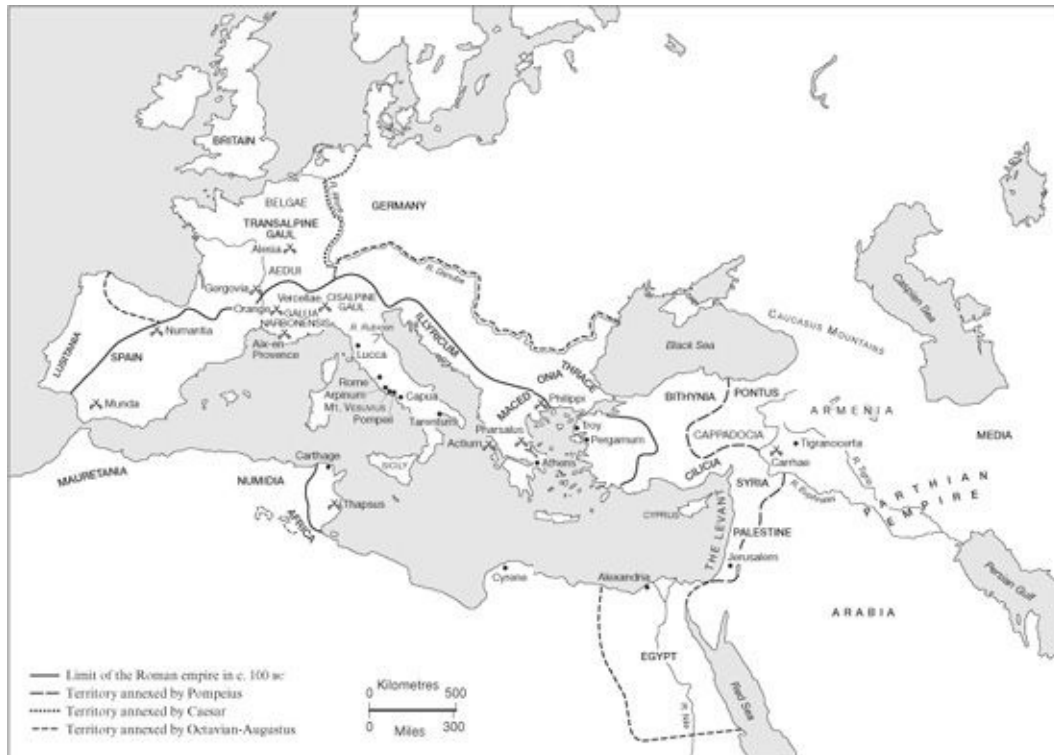 BRITAIN
BELGAE
GERMANY
R. Rhine
TRANSALPINE
GAUL
Alesia
AEDUI
R. Danube
Gergovia
Vercellae
CISALPINE
GAUL
Orange
GALLIA
NARBONENSIS
Aix-en
Provence
R. Rubicon
ILLYRICUM
Numantia
LUSITANIA
SPAIN
Munda
Lucca
Rome
Arpinum
MT. VESUVIUS
Pompeii
Capua
Tarentum
SICILY
MACED
ONIA
THRACE
Philippi
Pharsalus
Actium
Athens
Troy
Pergamum
Black Sea
Caspian Sea
CAUCASUS MOUNTAINS
BITHYNIA
PONTUS
ARMENIA
CAPPADOCIA
Tigranocerta
MEDIA
CILICIA
Carrhae
R. Tigris
SYRIA
R. Euphrates
PARTHIAN
EMPIRE
CYPRUS
THE LEVANT
PALESTINE
Jerusalem
Persian Gulf
ARABIA
MAURETANIA
NUMIDIA
Carthage
Thapsus
AFRICA
Cyrene
Alexandria
EGYPT
R. Nile
Red Sea
Limit of the Roman empire in c. 100 BC
Territory annexed by Pompeius
Territory annexed by Caesar
Territory annexed by Octavian-Augustus
Kilometres
0 500
0 300
Miles